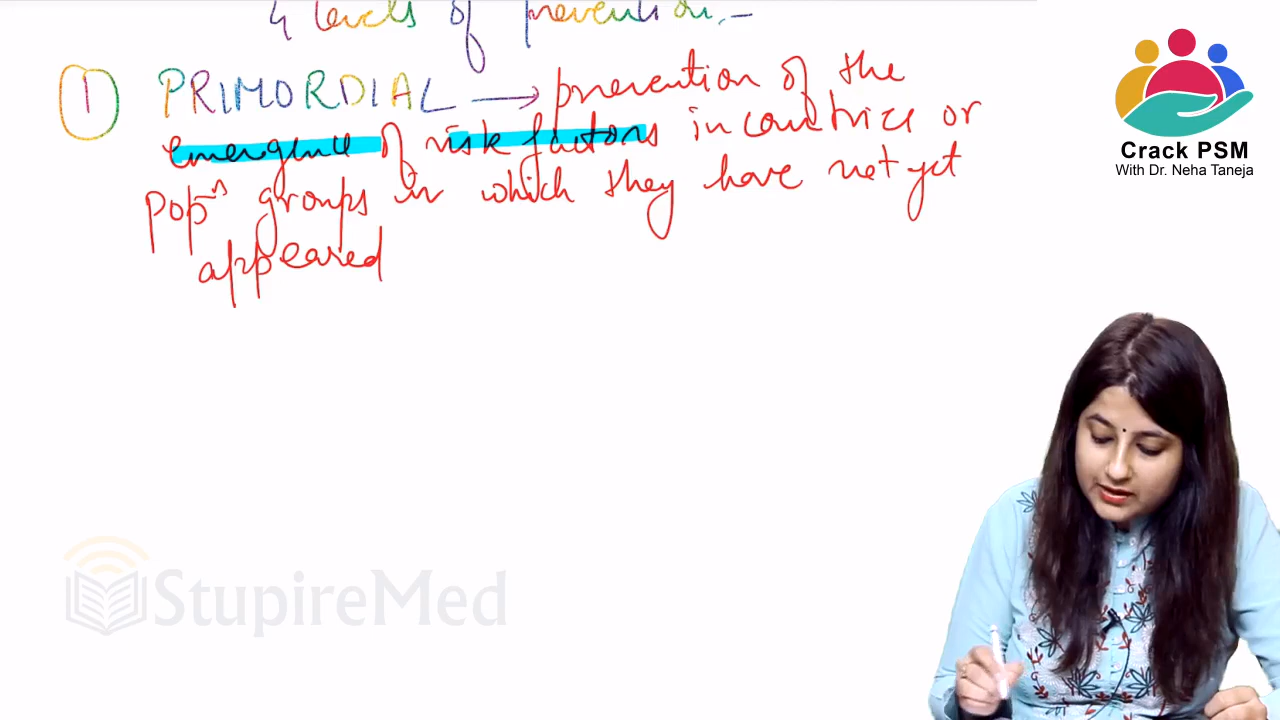 4 levels of prevention:-
① PRIMORDIAL → prevention of the
emergence of risk factors in countries or
popⁿˢ groups in which they have not yet
appeared
Crack PSM
With Dr. Neha Taneja
StupireMed